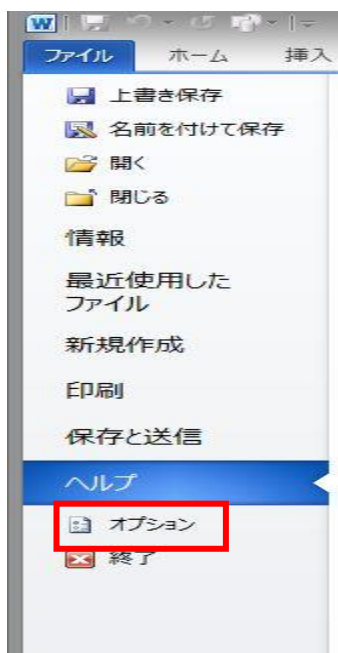 W
ファイル ホーム 挿入
上書き保存
名前を付けて保存
開く
閉じる
情報
最近使用した
ファイル
新規作成
印刷
保存と送信
ヘルプ
オプション
終了